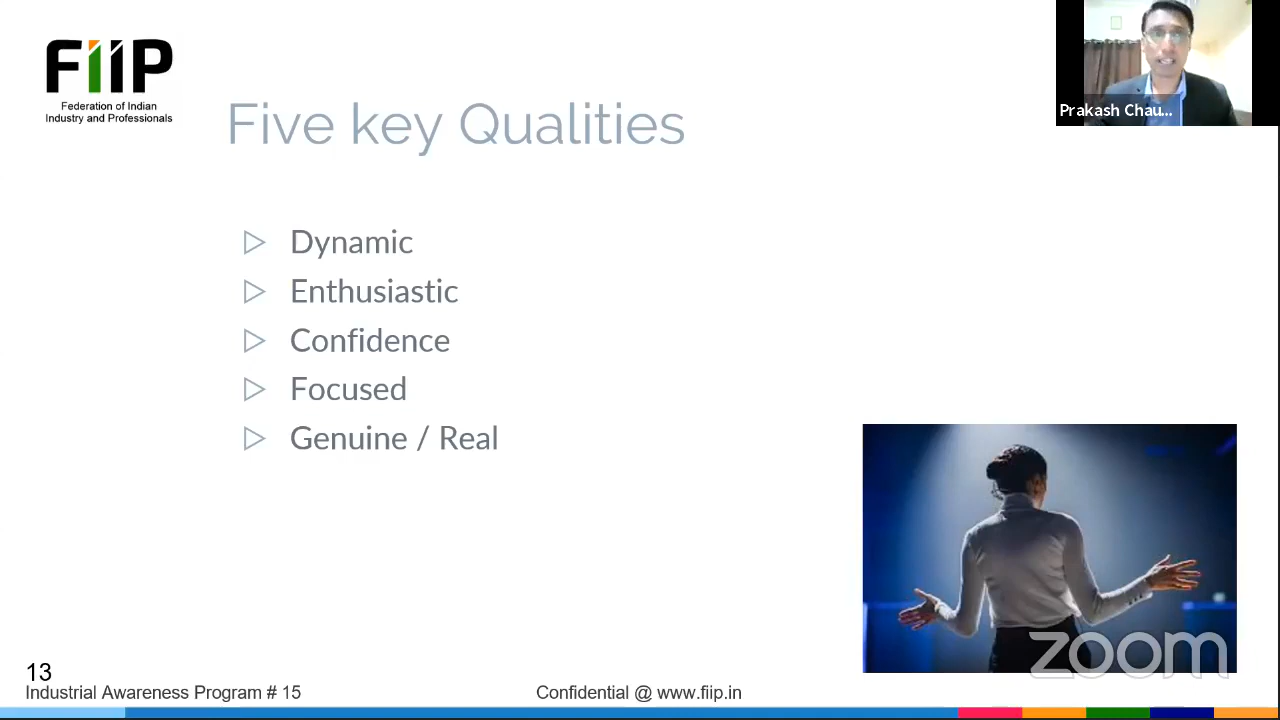 FiiP
Federation of Indian
Industry and Professionals
Prakash Chau...
Five key Qualities
Dynamic
Enthusiastic
Confidence
Focused
Genuine / Real
zoom
13
Industrial Awareness Program # 15
Confidential @ www.fiip.in